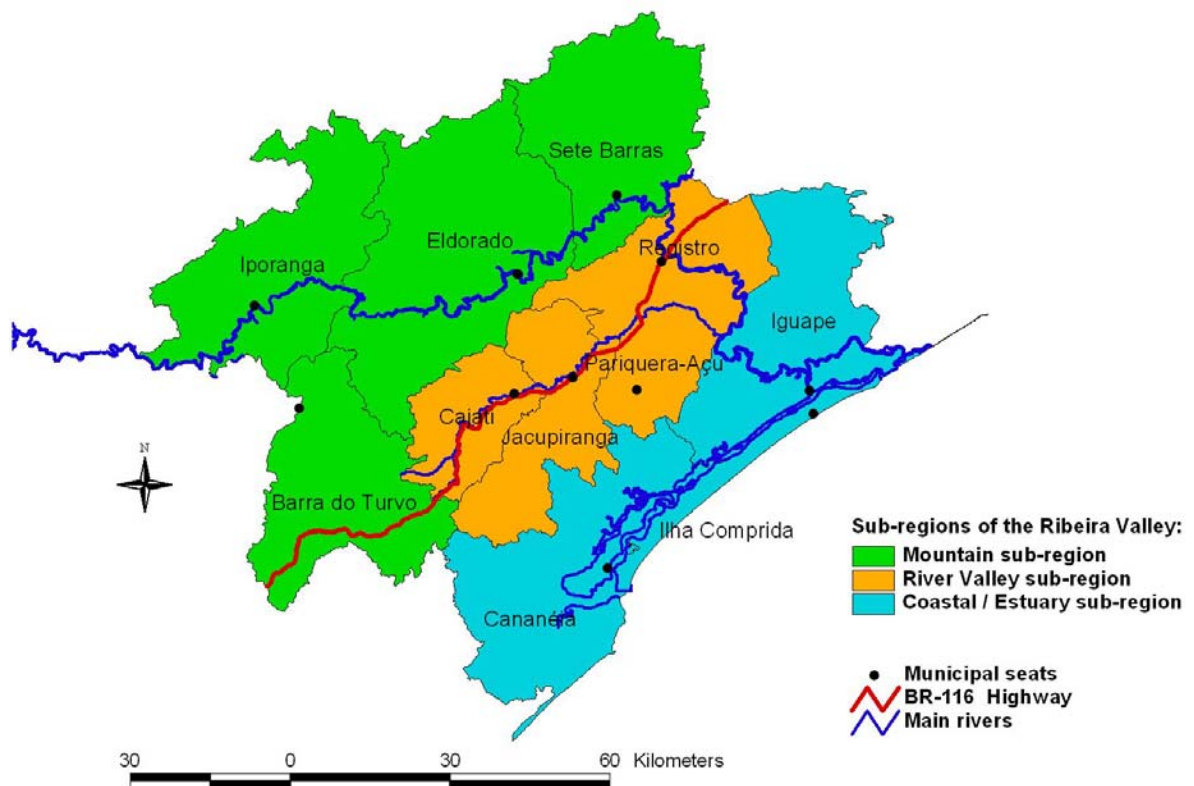 Sete Barras
Eldorado
Registro
Iporanga
Iguape
Pariquera-Açu
Cajati
Jacupiranga
N
Barra do Turvo
Ilha Comprida
Cananéia
Sub-regions of the Ribeira Valley:
Mountain sub-region
River Valley sub-region
Coastal / Estuary sub-region
Municipal seats
BR-116 Highway
Main rivers
30 0 30 60 Kilometers